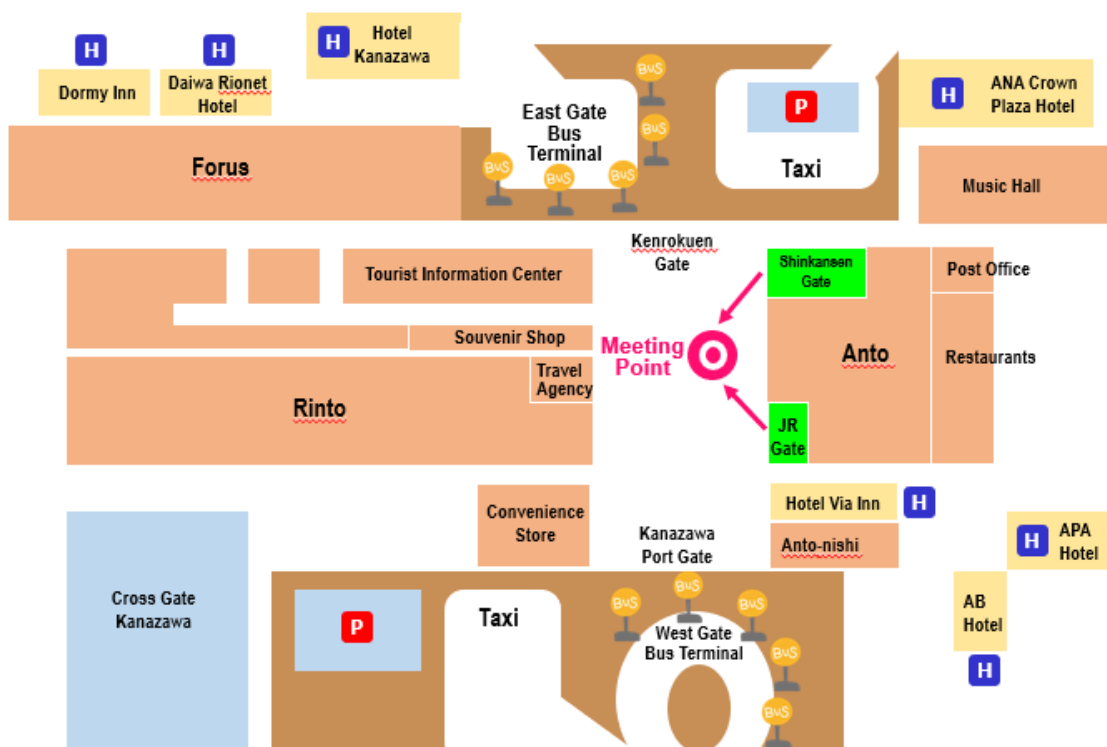 H
Hotel
Kanazawa
H
Dormy Inn
H
Daiwa Rionet
Hotel
East Gate
Bus
Terminal
BUS
BUS
BUS
BUS
BUS
P
Taxi
H
ANA Crown
Plaza Hotel
Forus
Music Hall
Kenrokuen
Gate
Tourist Information Center
Shinkansen
Gate
Post Office
Souvenir Shop
Meeting
Point
Anto
Restaurants
Travel
Agency
Rinto
JR
Gate
Convenience
Store
Hotel Via Inn
H
Kanazawa
Port Gate
Anto-nishi
H
APA
Hotel
Cross Gate
Kanazawa
P
Taxi
BUS
BUS
BUS
BUS
BUS
West Gate
Bus Terminal
AB
Hotel
H